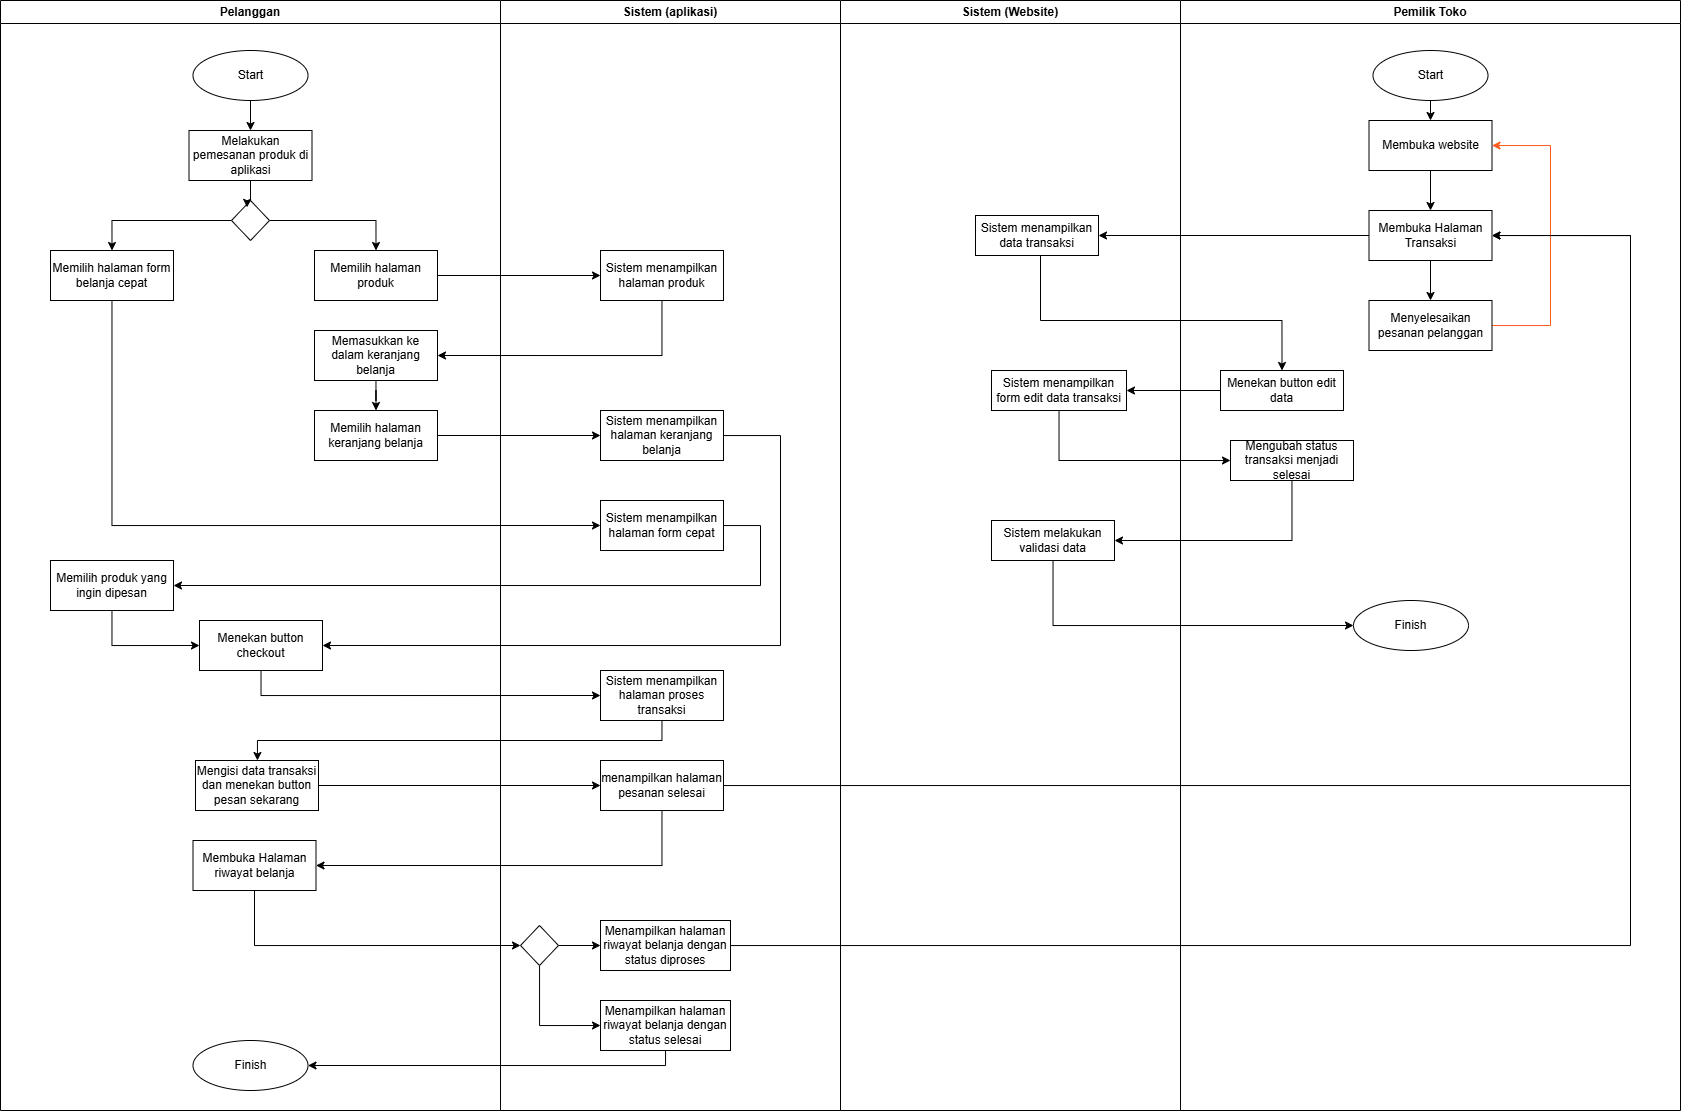 Pelanggan
Sistem (aplikasi)
Sistem (Website)
Pemilik Toko
Start
Melakukan
pemesanan produk di
aplikasi
Memilih halaman form
belanja cepat
Memilih halaman
produk
Sistem menampilkan
halaman produk
Memasukkan ke
dalam keranjang
belanja
Memilih halaman
keranjang belanja
Sistem menampilkan
halaman keranjang
belanja
Sistem menampilkan
halaman form cepat
Memilih produk yang
ingin dipesan
Menekan button
checkout
Sistem menampilkan
halaman proses
transaksi
Mengisi data transaksi
dan menekan button
pesan sekarang
menampilkan halaman
pesanan selesai
Membuka Halaman
riwayat belanja
Menampilkan halaman
riwayat belanja dengan
status diproses
Menampilkan halaman
riwayat belanja dengan
status selesai
Finish
Start
Membuka website
Membuka Halaman
Transaksi
Sistem menampilkan
data transaksi
Menyelesaikan
pesanan pelanggan
Menekan button edit
data
Sistem menampilkan
form edit data transaksi
Mengubah status
transaksi menjadi
selesai
Sistem melakukan
validasi data
Finish